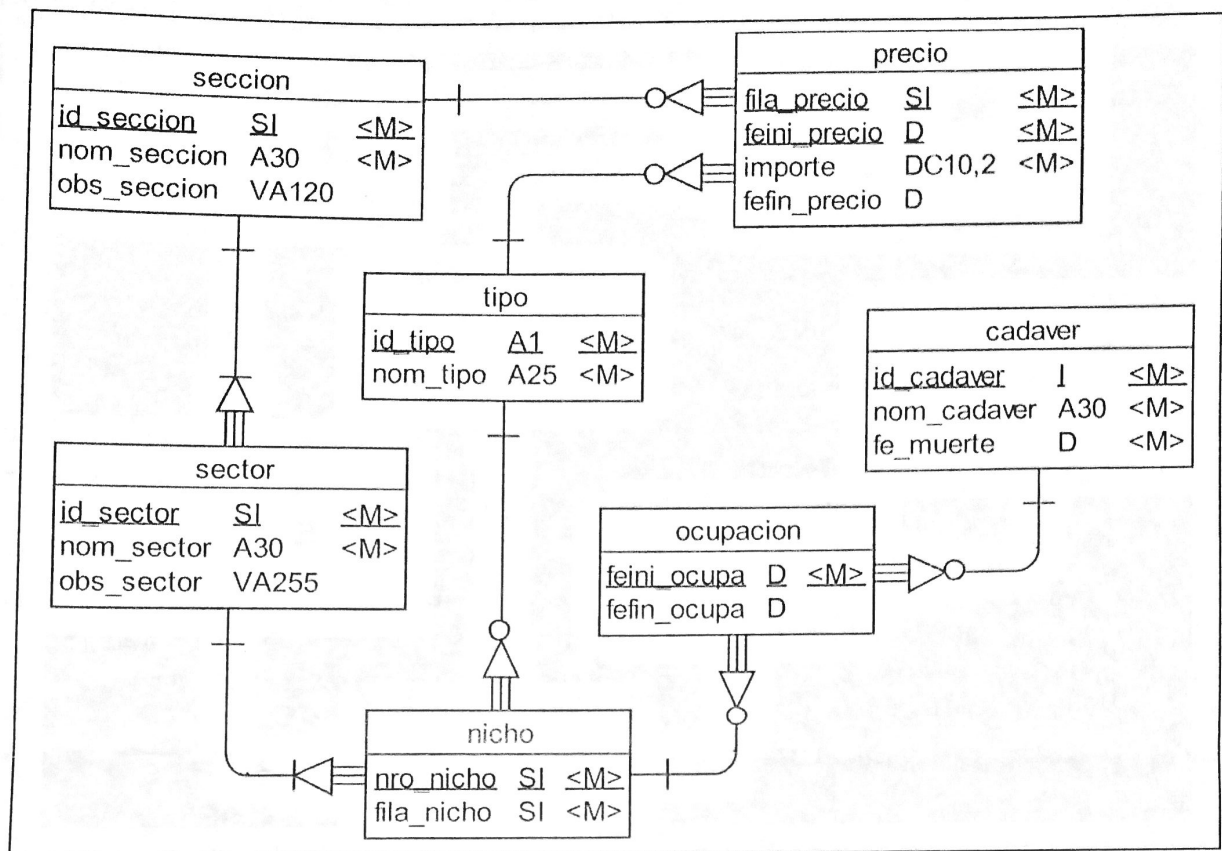 seccion
id_seccion SI <M>
nom_seccion A30 <M>
obs_seccion VA120
precio
fila_precio SI <M>
feini_precio D <M>
importe DC10,2 <M>
fefin_precio D
tipo
id_tipo A1 <M>
nom_tipo A25 <M>
cadaver
id_cadaver I <M>
nom_cadaver A30 <M>
fe_muerte D <M>
sector
id_sector SI <M>
nom_sector A30 <M>
obs_sector VA255
ocupacion
feini_ocupa D <M>
fefin_ocupa D
nicho
nro_nicho SI <M>
fila_nicho SI <M>